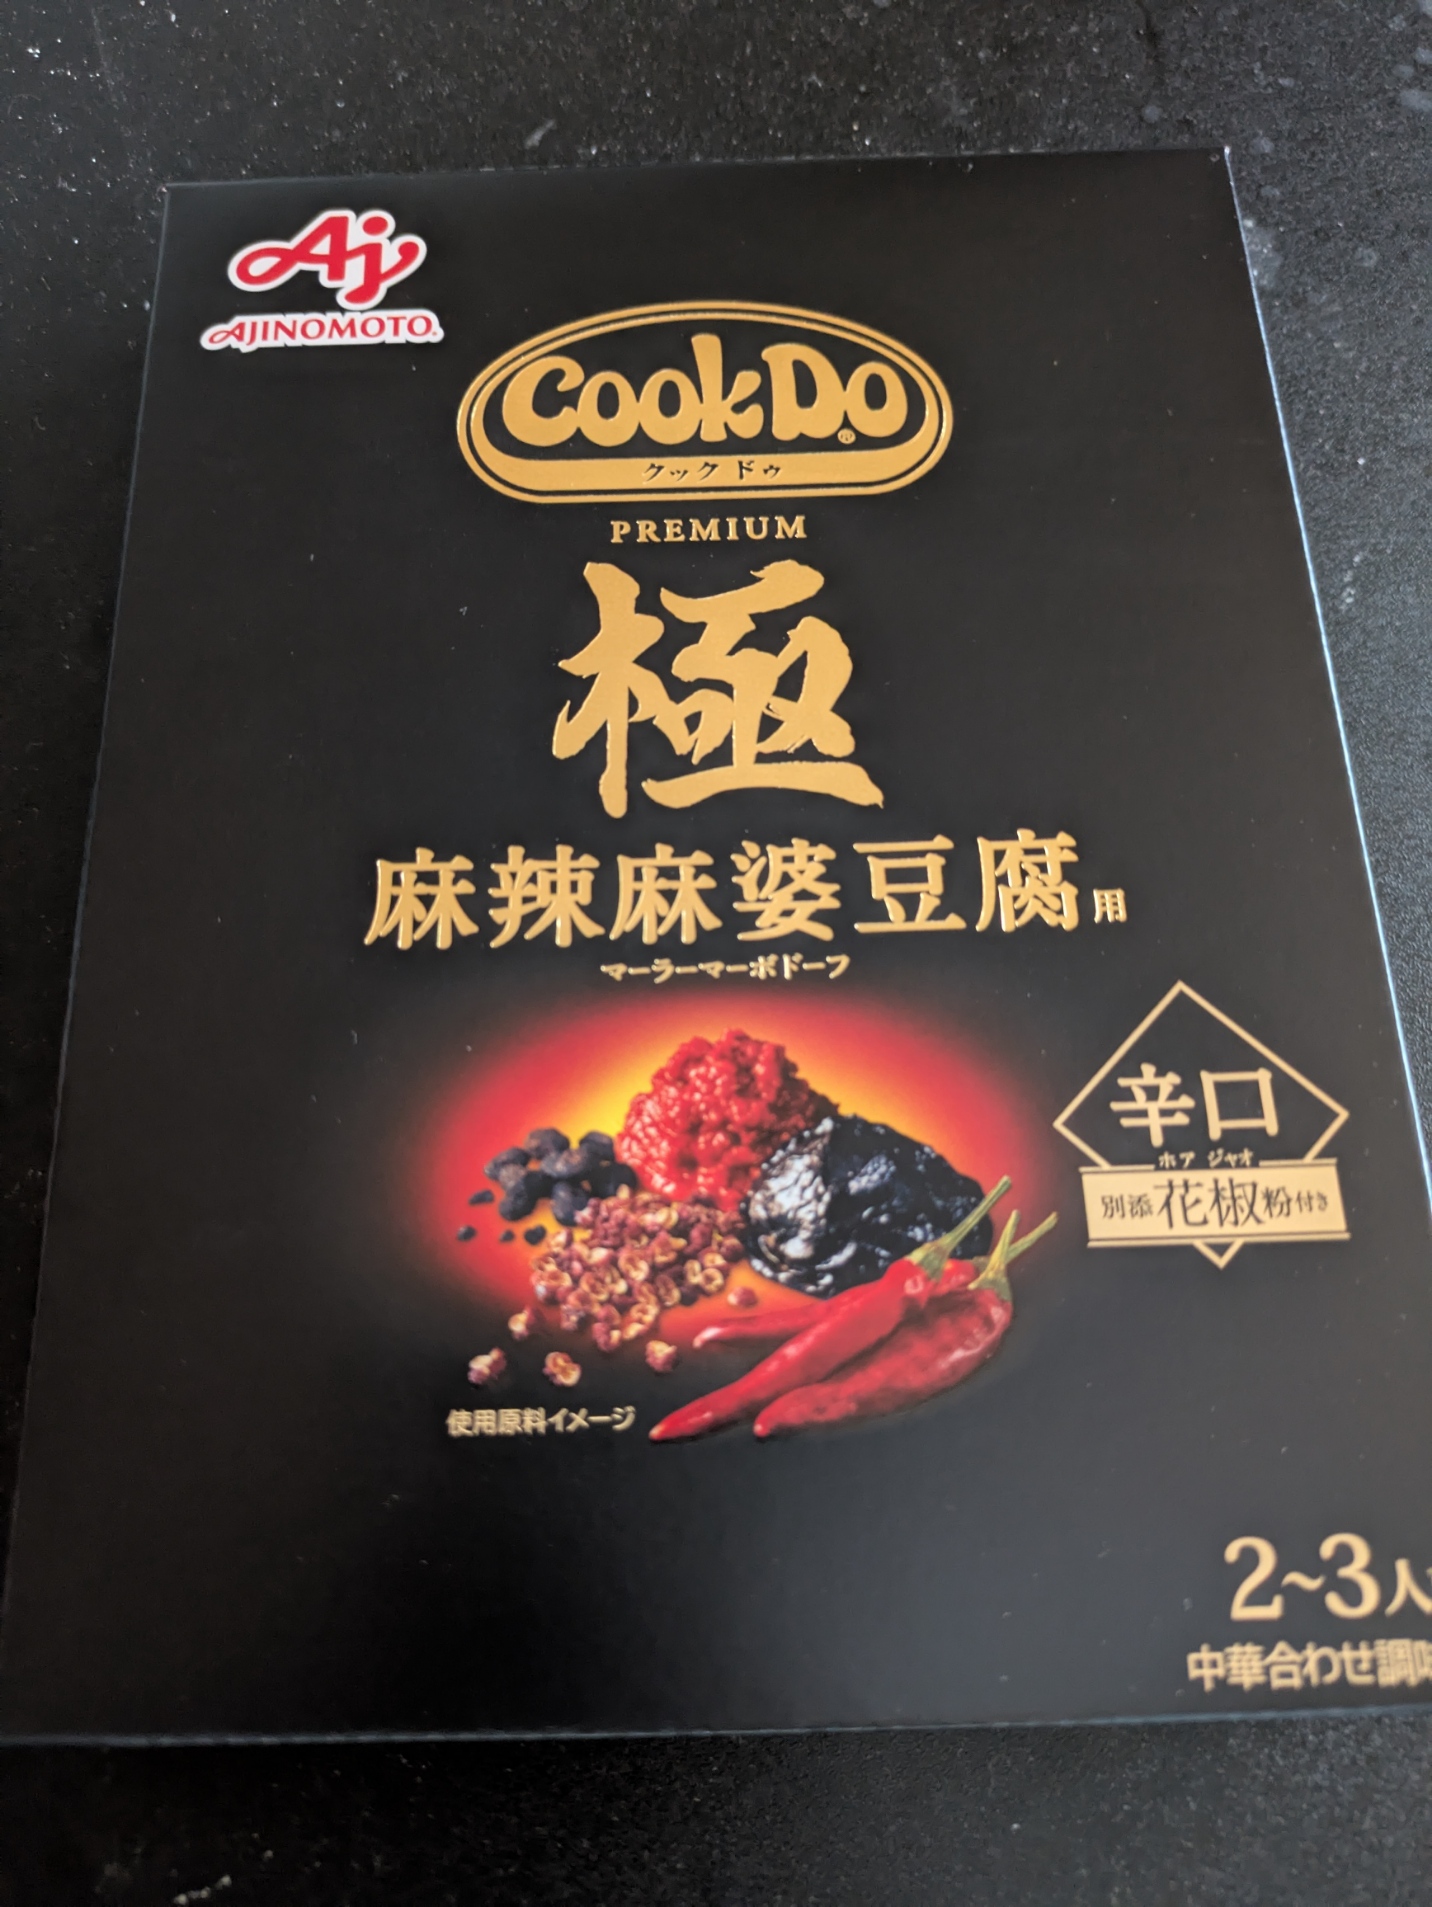 Aj
AJINOMOTO®
CookDo®
クックドゥ
PREMIUM
極
麻辣麻婆豆腐用
マーラーマーボドーフ
辛口
ホアジャオ
別添花椒粉付き
使用原料イメージ
2~3人
中華合わせ調